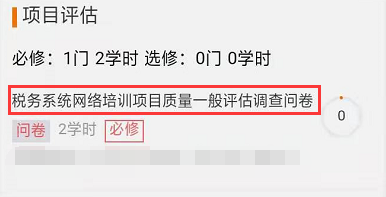 项目评估
必修：1门 2学时 选修：0门 0学时
税务系统网络培训项目质量一般评估调查问卷
0
问卷 2学时 必修